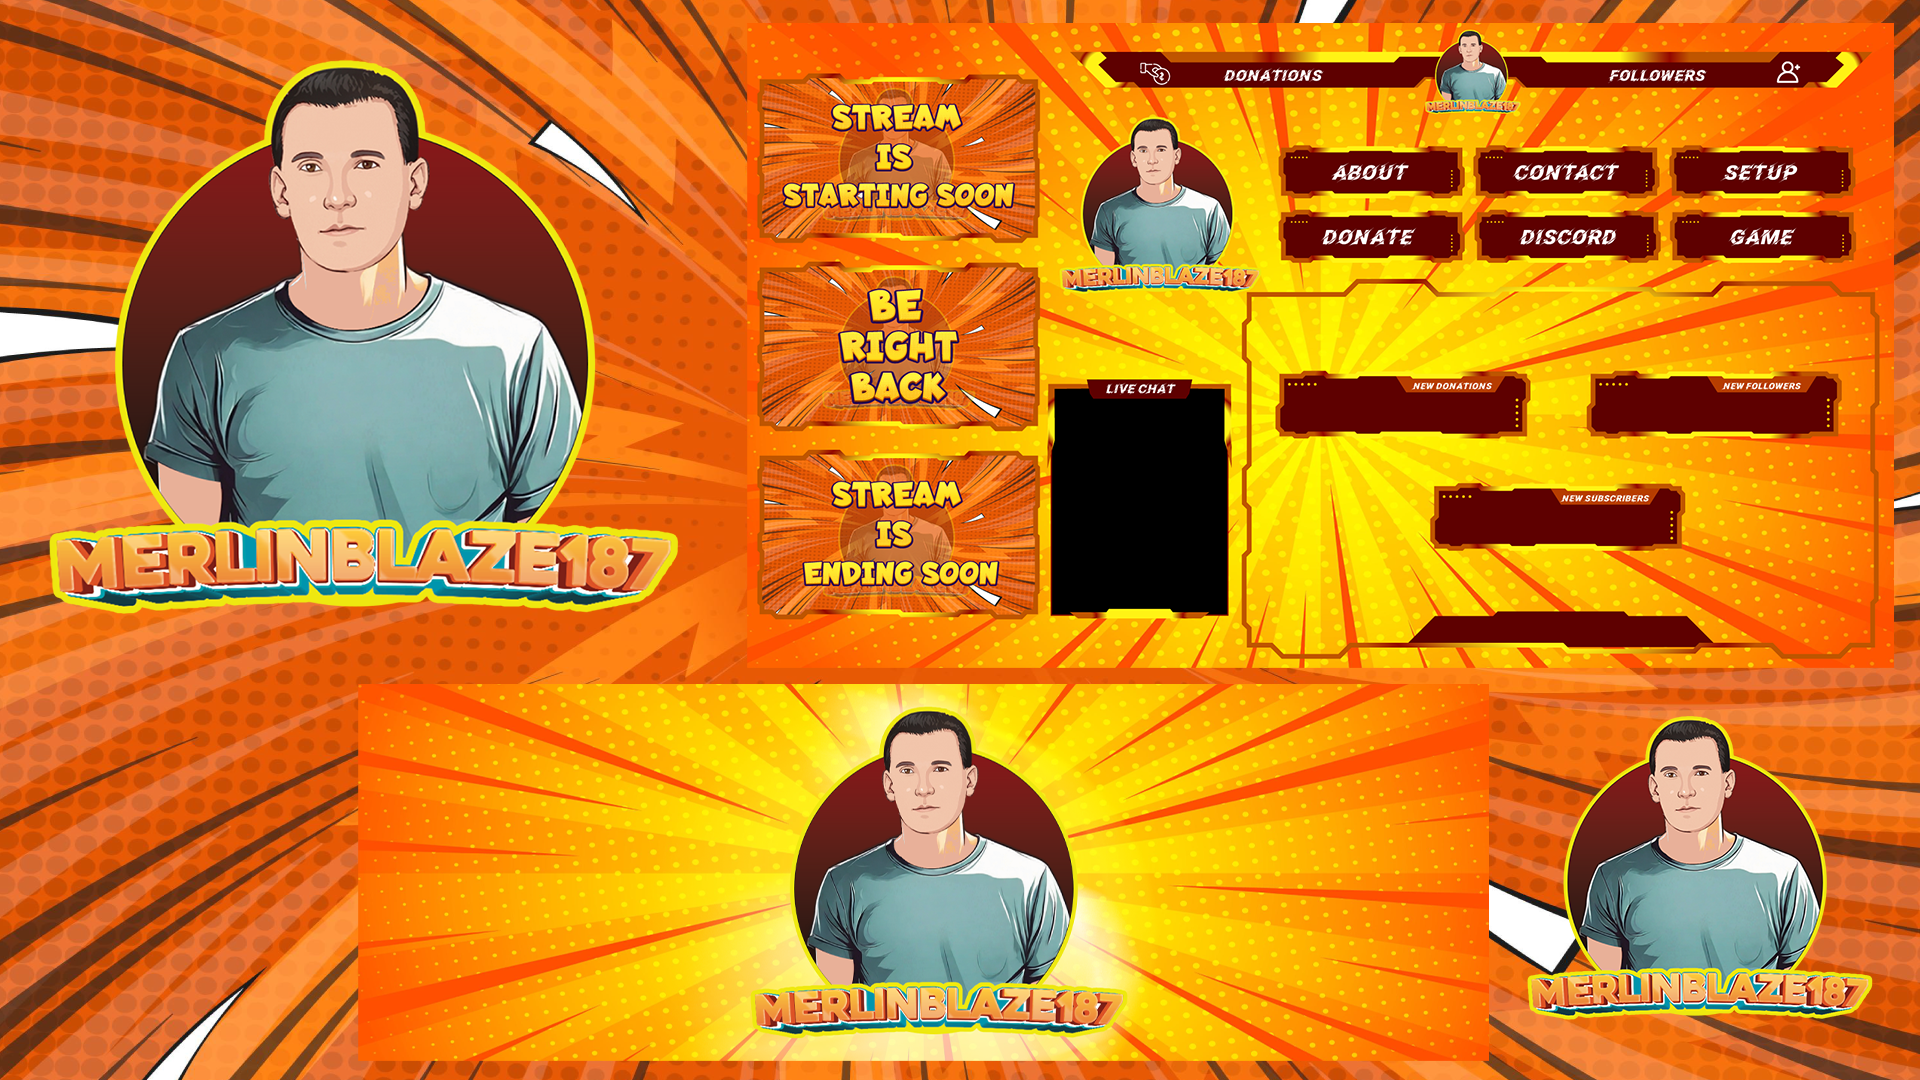 MERLINBLAZE187
STREAM
IS
STARTING SOON
BE
RIGHT
BACK
STREAM
IS
ENDING SOON
DONATIONS
FOLLOWERS
MERLINBLAZE187
MERLINBLAZE187
ABOUT
CONTACT
SETUP
DONATE
DISCORD
GAME
LIVE CHAT
NEW DONATIONS
NEW FOLLOWERS
NEW SUBSCRIBERS
MERLINBLAZE187
MERLINBLAZE187